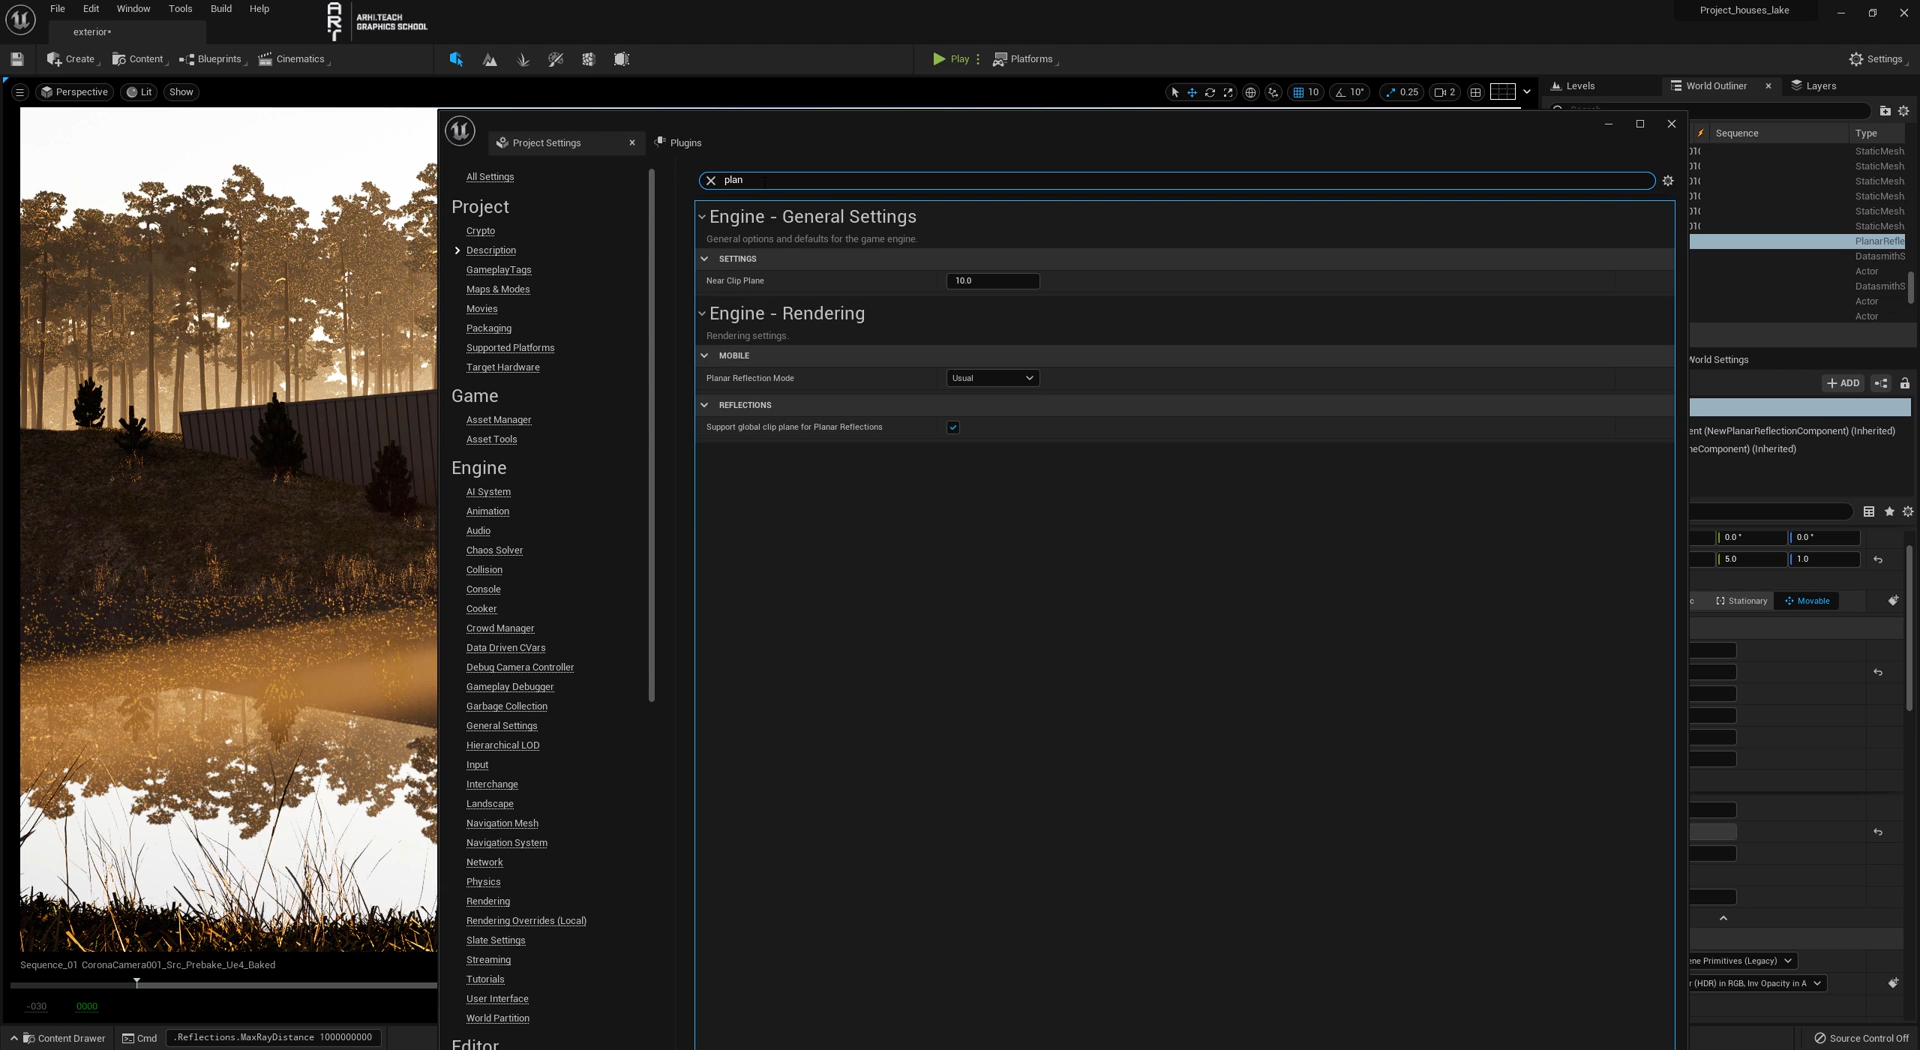 File Edit Window Tools Build Help
ART
ARHI.TEACH
GRAPHICS SCHOOL
Project_houses_lake
exterior*
Create Content Blueprints Cinematics Play Platforms Settings
Perspective Lit Show 10 10° 0.25 2
Levels World Outliner Layers
Sequence Type
StaticMesh
StaticMesh
StaticMesh
StaticMesh
StaticMesh
StaticMesh
PlanarRefle
DatasmithS
Actor
DatasmithS
Actor
Actor
World Settings
ADD
ent (NewPlanarReflectionComponent) (Inherited)
neComponent) (Inherited)
0.0 ° 0.0 °
5.0 1.0
c Stationary Movable
ene Primitives (Legacy)
r (HDR) in RGB, Inv Opacity in A
Project Settings Plugins
All Settings
Project
Crypto
Description
GameplayTags
Maps & Modes
Movies
Packaging
Supported Platforms
Target Hardware
Game
Asset Manager
Asset Tools
Engine
AI System
Animation
Audio
Chaos Solver
Collision
Console
Cooker
Crowd Manager
Data Driven CVars
Debug Camera Controller
Gameplay Debugger
Garbage Collection
General Settings
Hierarchical LOD
Input
Interchange
Landscape
Navigation Mesh
Navigation System
Network
Physics
Rendering
Rendering Overrides (Local)
Slate Settings
Streaming
Tutorials
User Interface
World Partition
Editor
plan
Engine - General Settings
General options and defaults for the game engine.
SETTINGS
Near Clip Plane 10.0
Engine - Rendering
Rendering settings.
MOBILE
Planar Reflection Mode Usual
REFLECTIONS
Support global clip plane for Planar Reflections
Sequence_01 CoronaCamera001_Src_Prebake_Ue4_Baked
-030 0000
Content Drawer Cmd .Reflections.MaxRayDistance 1000000000 Source Control Off